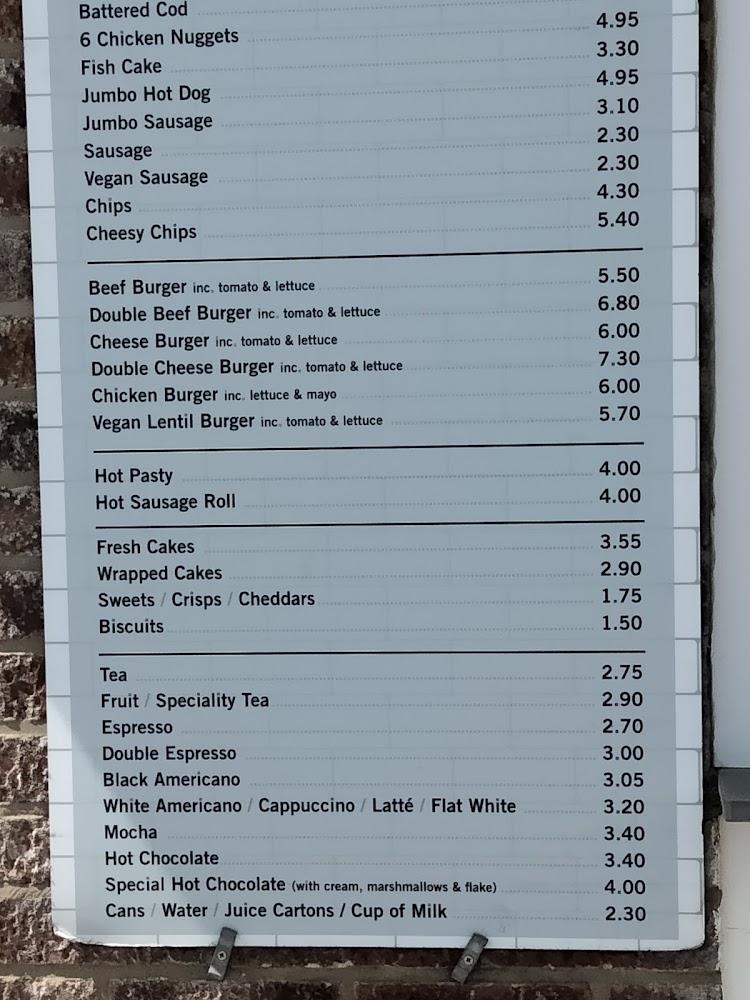 Battered Cod
6 Chicken Nuggets 4.95
Fish Cake 3.30
Jumbo Hot Dog 4.95
Jumbo Sausage 3.10
Sausage 2.30
Vegan Sausage 2.30
Chips 4.30
Cheesy Chips 5.40
Beef Burger inc. tomato & lettuce 5.50
Double Beef Burger inc. tomato & lettuce 6.80
Cheese Burger inc. tomato & lettuce 6.00
Double Cheese Burger inc. tomato & lettuce 7.30
Chicken Burger inc. lettuce & mayo 6.00
Vegan Lentil Burger inc. tomato & lettuce 5.70
Hot Pasty 4.00
Hot Sausage Roll 4.00
Fresh Cakes 3.55
Wrapped Cakes 2.90
Sweets / Crisps / Cheddars 1.75
Biscuits 1.50
Tea 2.75
Fruit / Speciality Tea 2.90
Espresso 2.70
Double Espresso 3.00
Black Americano 3.05
White Americano / Cappuccino / Latté / Flat White 3.20
Mocha 3.40
Hot Chocolate 3.40
Special Hot Chocolate (with cream, marshmallows & flake) 4.00
Cans / Water / Juice Cartons / Cup of Milk 2.30